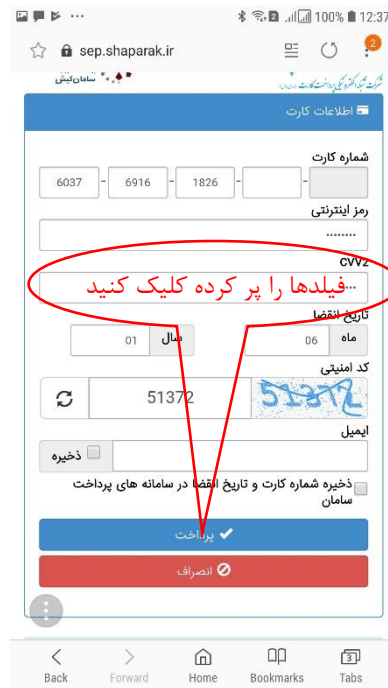 12:37 100%
sep.shaparak.ir
2
سامان‌کیش
اطلاعات کارت
شماره کارت
6037 - 6916 - 1826 - -
رمز اینترنتی
........
CVV2
...
فیلدها را پر کرده کلیک کنید
تاریخ انقضا
ماه 06 سال 01
کد امنیتی
51372 51372
ایمیل
ذخیره
ذخیره شماره کارت و تاریخ انقضا در سامانه های پرداخت
سامان
پرداخت
انصراف
3
Back Forward Home Bookmarks Tabs